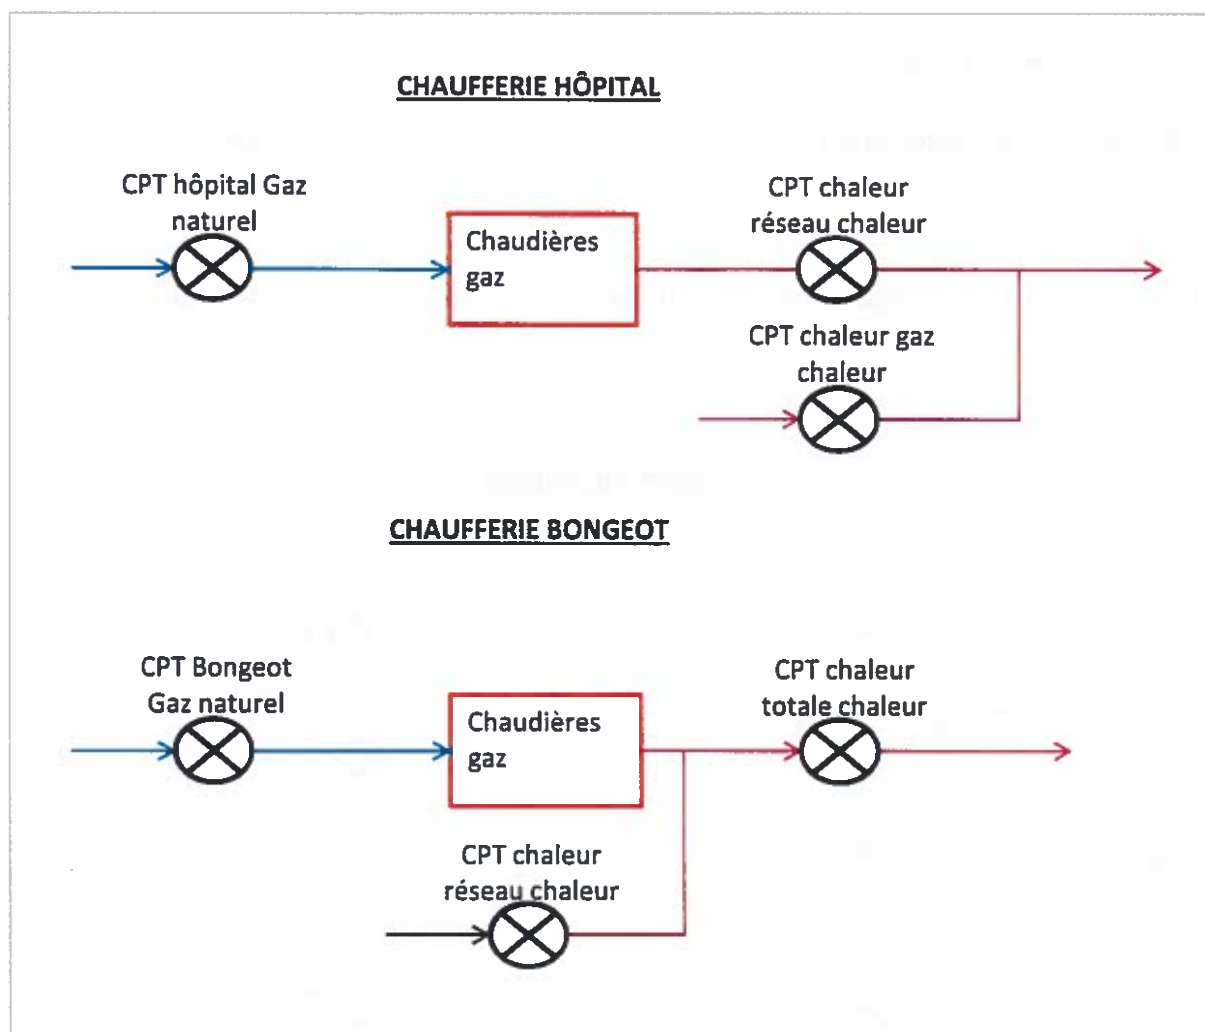 CHAUFFERIE HÔPITAL
CPT hôpital Gaz
naturel
Chaudières
gaz
CPT chaleur
réseau chaleur
CPT chaleur gaz
chaleur
CHAUFFERIE BONGEOT
CPT Bongeot
Gaz naturel
Chaudières
gaz
CPT chaleur
totale chaleur
CPT chaleur
réseau chaleur